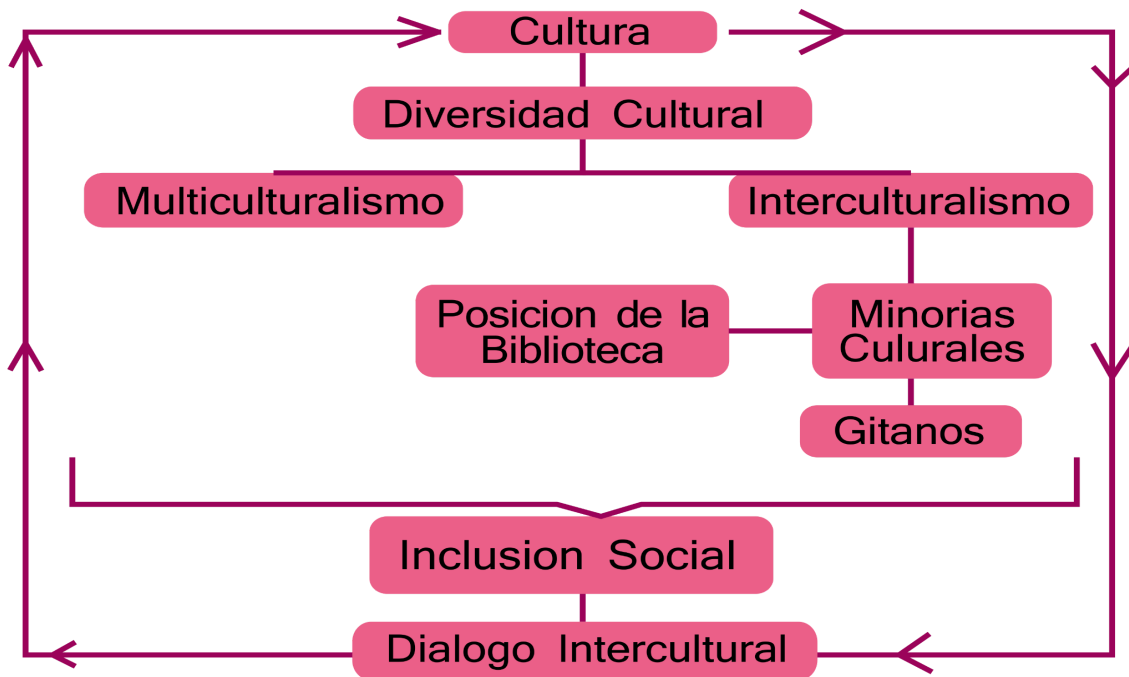 Cultura
Diversidad Cultural
Multiculturalismo
Interculturalismo
Posicion de la
Biblioteca
Minorias
Culurales
Gitanos
Inclusion Social
Dialogo Intercultural